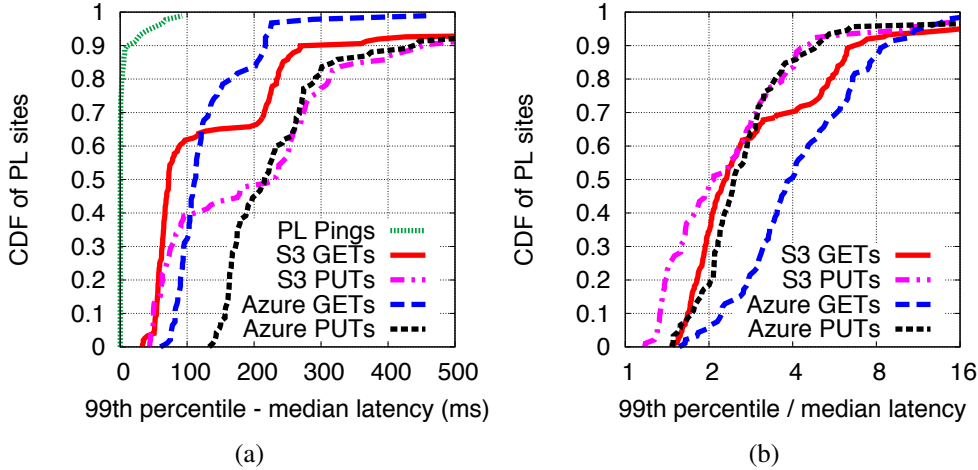 CDF of PL sites
1
0.9
0.8
0.7
0.6
0.5
0.4
0.3
0.2
0.1
0
PL Pings
S3 GETs
S3 PUTs
Azure GETs
Azure PUTs
0 100 200 300 400 500
99th percentile - median latency (ms)
(a)
CDF of PL sites
1
0.9
0.8
0.7
0.6
0.5
0.4
0.3
0.2
0.1
0
S3 GETs
S3 PUTs
Azure GETs
Azure PUTs
1 2 4 8 16
99th percentile / median latency
(b)